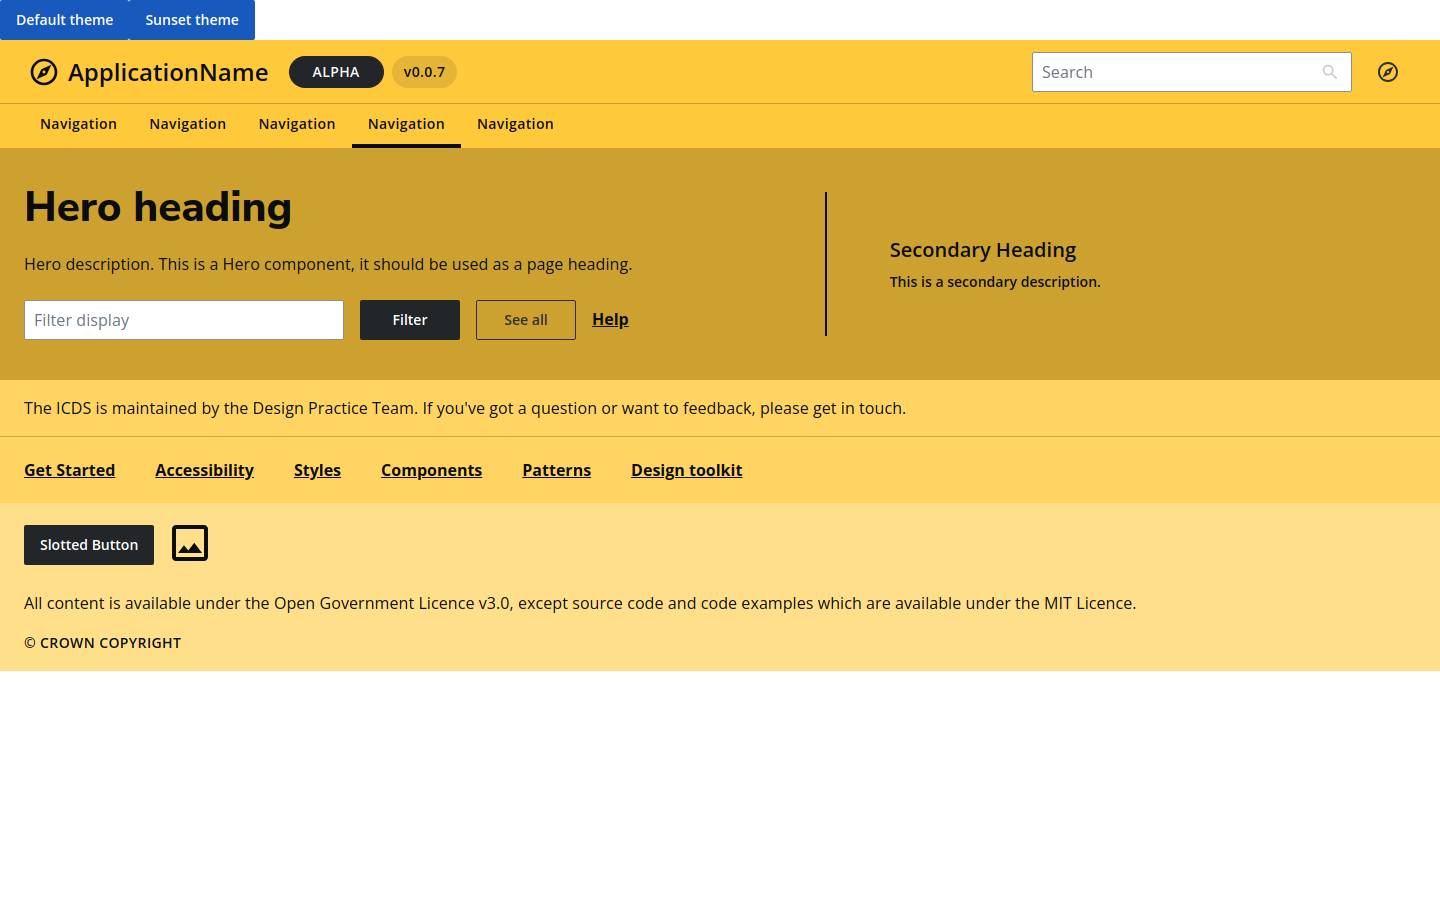 Default theme Sunset theme
ApplicationName ALPHA v0.0.7 Search
Navigation Navigation Navigation Navigation Navigation
Hero heading
Hero description. This is a Hero component, it should be used as a page heading.
Filter display Filter See all Help
Secondary Heading
This is a secondary description.
The ICDS is maintained by the Design Practice Team. If you've got a question or want to feedback, please get in touch.
Get Started Accessibility Styles Components Patterns Design toolkit
Slotted Button
All content is available under the Open Government Licence v3.0, except source code and code examples which are available under the MIT Licence.
© CROWN COPYRIGHT